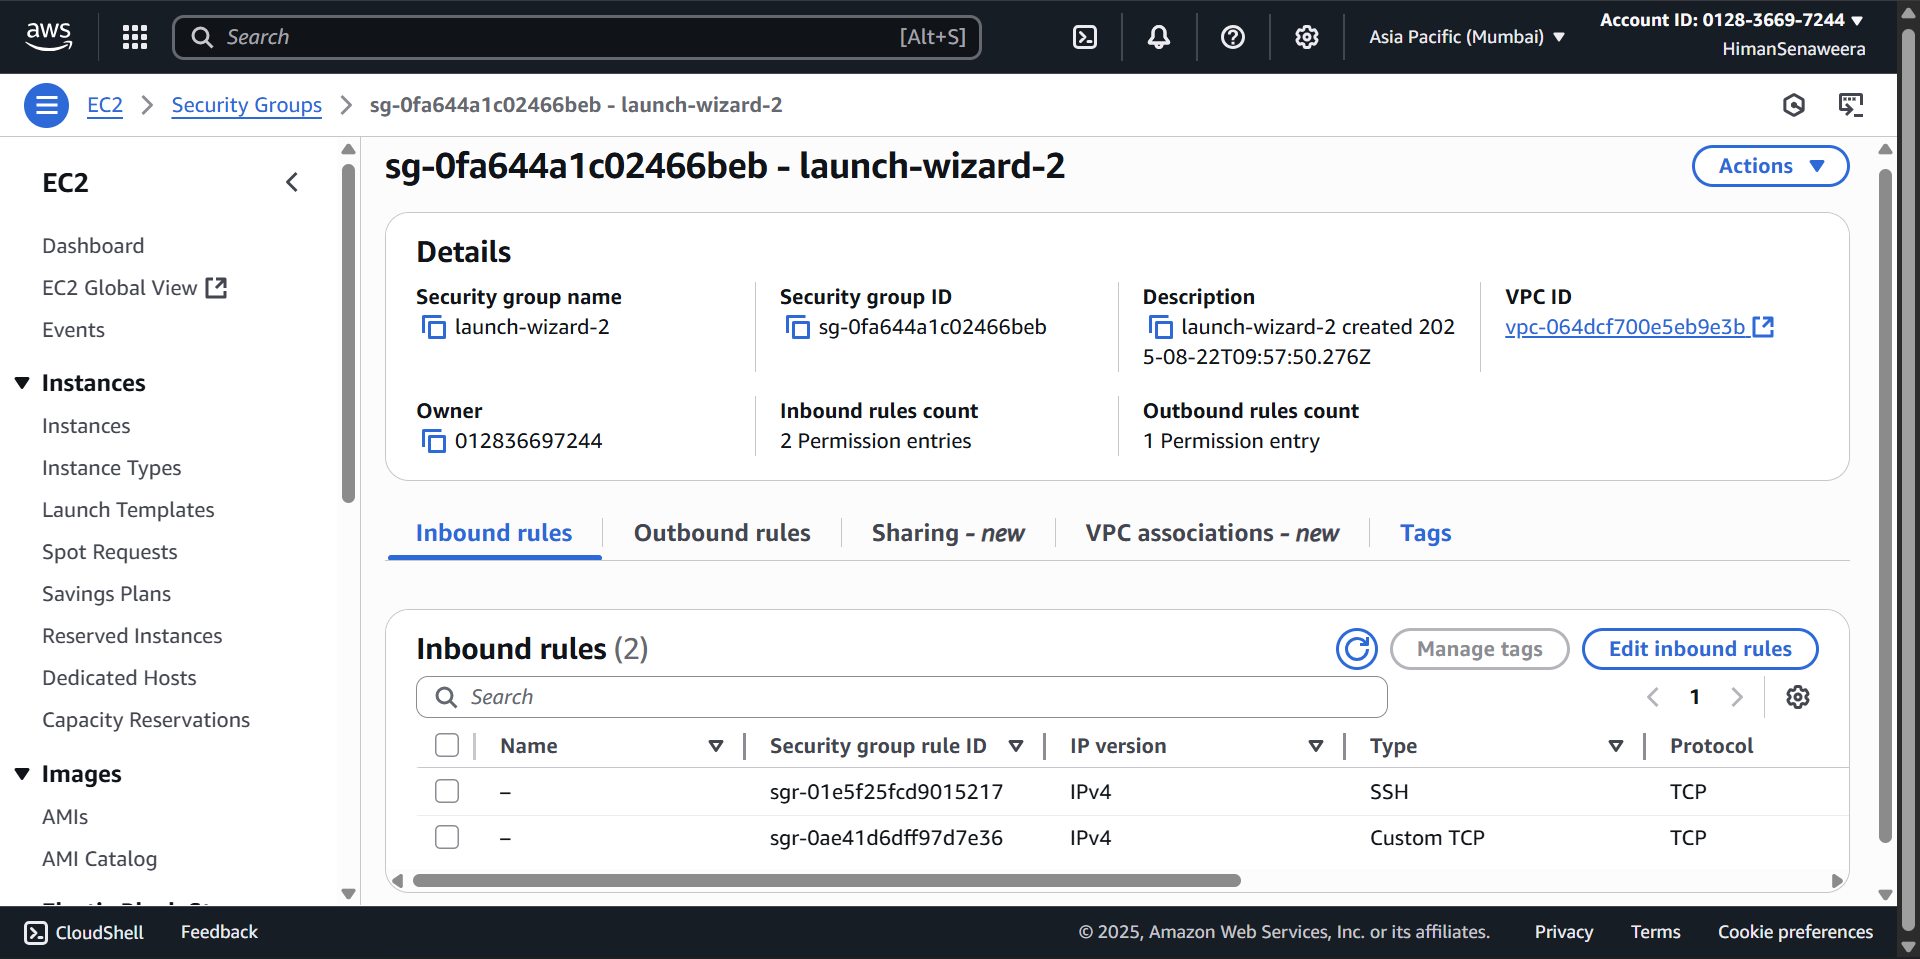 aws
Search
[Alt+S]
Asia Pacific (Mumbai)
Account ID: 0128-3669-7244
HimanSenaweera
EC2
Security Groups
sg-0fa644a1c02466beb - launch-wizard-2
EC2
Dashboard
EC2 Global View
Events
Instances
Instances
Instance Types
Launch Templates
Spot Requests
Savings Plans
Reserved Instances
Dedicated Hosts
Capacity Reservations
Images
AMIs
AMI Catalog
sg-0fa644a1c02466beb - launch-wizard-2
Actions
Details
Security group name
launch-wizard-2
Security group ID
sg-0fa644a1c02466beb
Description
launch-wizard-2 created 202
5-08-22T09:57:50.276Z
VPC ID
vpc-064dcf700e5eb9e3b
Owner
012836697244
Inbound rules count
2 Permission entries
Outbound rules count
1 Permission entry
Inbound rules
Outbound rules
Sharing - new
VPC associations - new
Tags
Inbound rules (2)
Manage tags
Edit inbound rules
Search
1
Name Security group rule ID IP version Type Protocol
– sgr-01e5f25fcd9015217 IPv4 SSH TCP
– sgr-0ae41d6dff97d7e36 IPv4 Custom TCP TCP
CloudShell
Feedback
© 2025, Amazon Web Services, Inc. or its affiliates.
Privacy
Terms
Cookie preferences